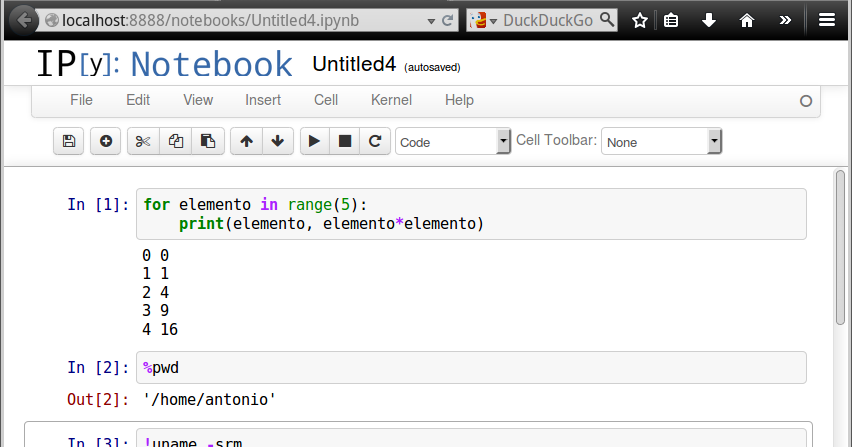 localhost:8888/notebooks/Untitled4.ipynb
DuckDuckGo
IP[y]: Notebook
Untitled4 (autosaved)
File Edit View Insert Cell Kernel Help
Code
Cell Toolbar: None
In [1]: for elemento in range(5):
print(elemento, elemento*elemento)
0 0
1 1
2 4
3 9
4 16
In [2]: %pwd
Out[2]: '/home/antonio'
In [3]: !uname -srm